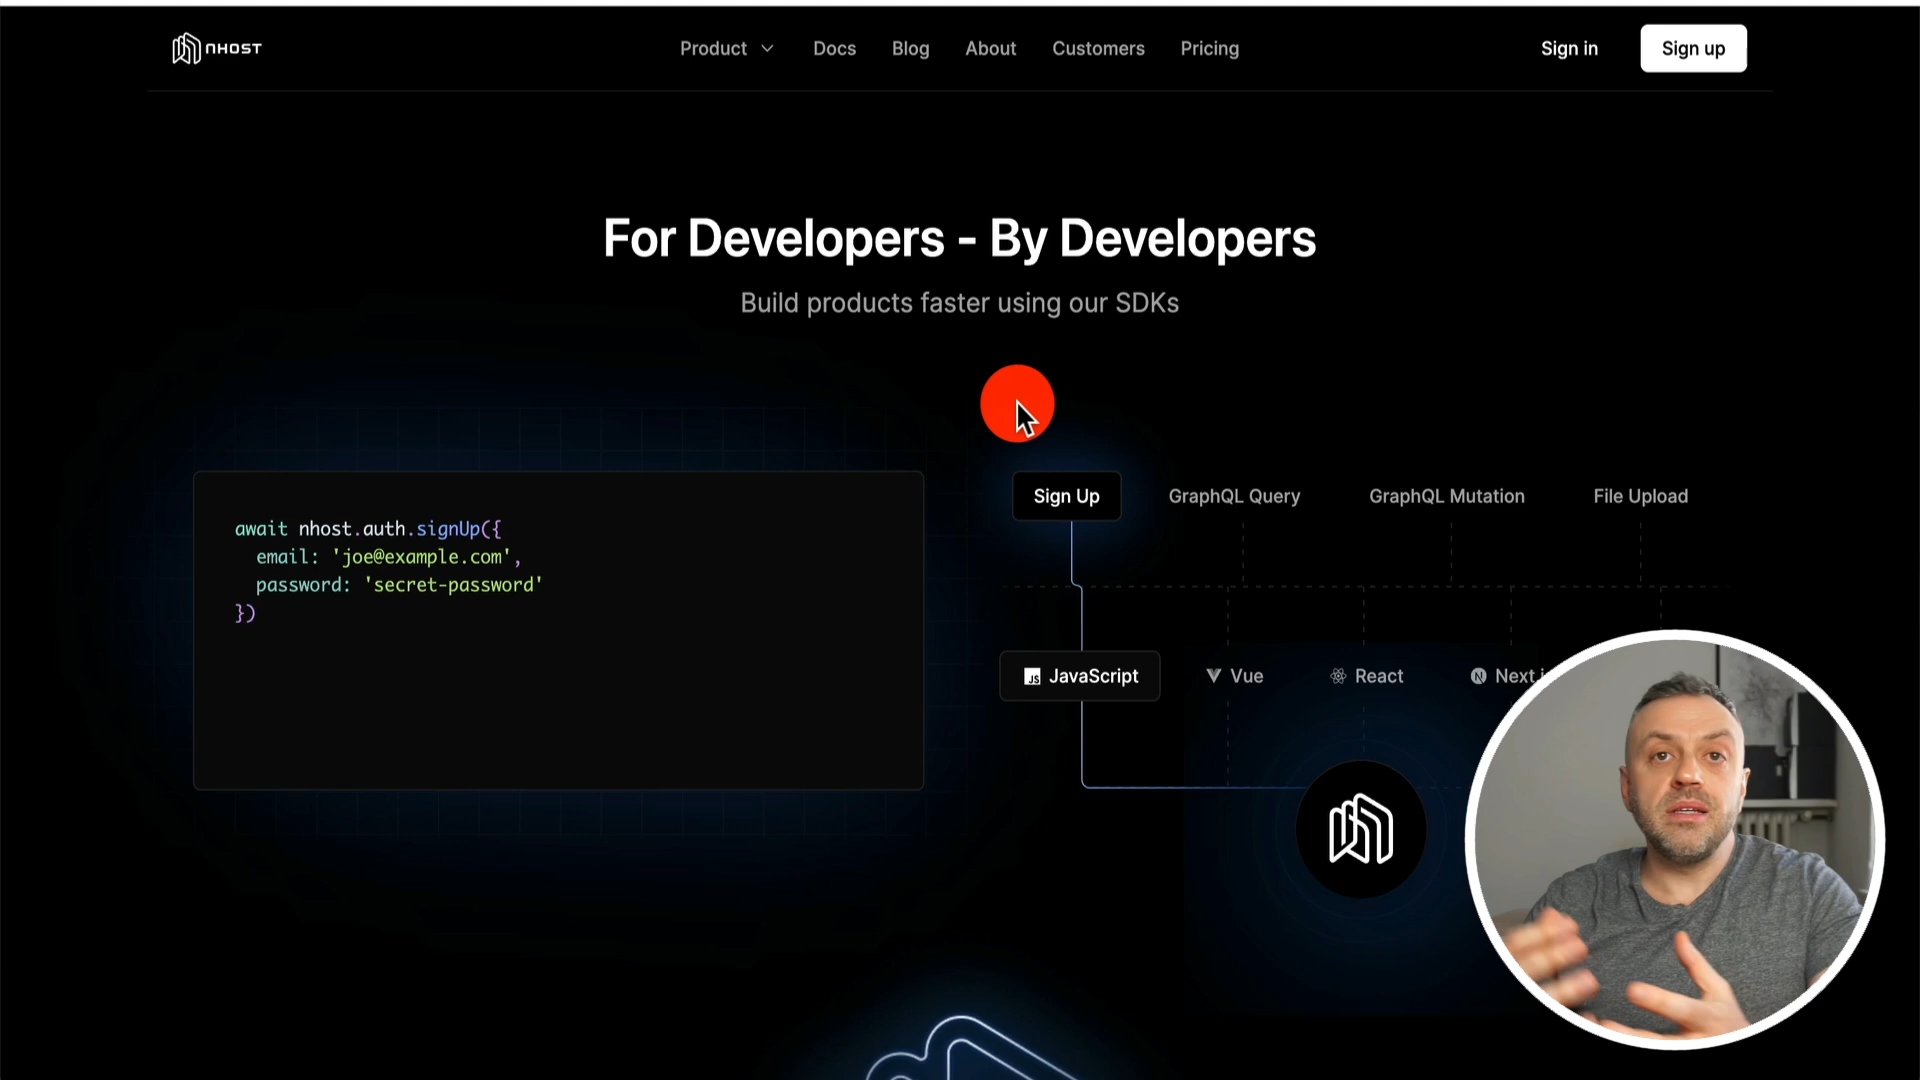 nHOST
Product
Docs
Blog
About
Customers
Pricing
Sign in
Sign up
For Developers - By Developers
Build products faster using our SDKs
await nhost.auth.signUp({
  email: 'joe@example.com',
  password: 'secret-password'
})
Sign Up
GraphQL Query
GraphQL Mutation
File Upload
JS JavaScript
Vue
React
N Next.j